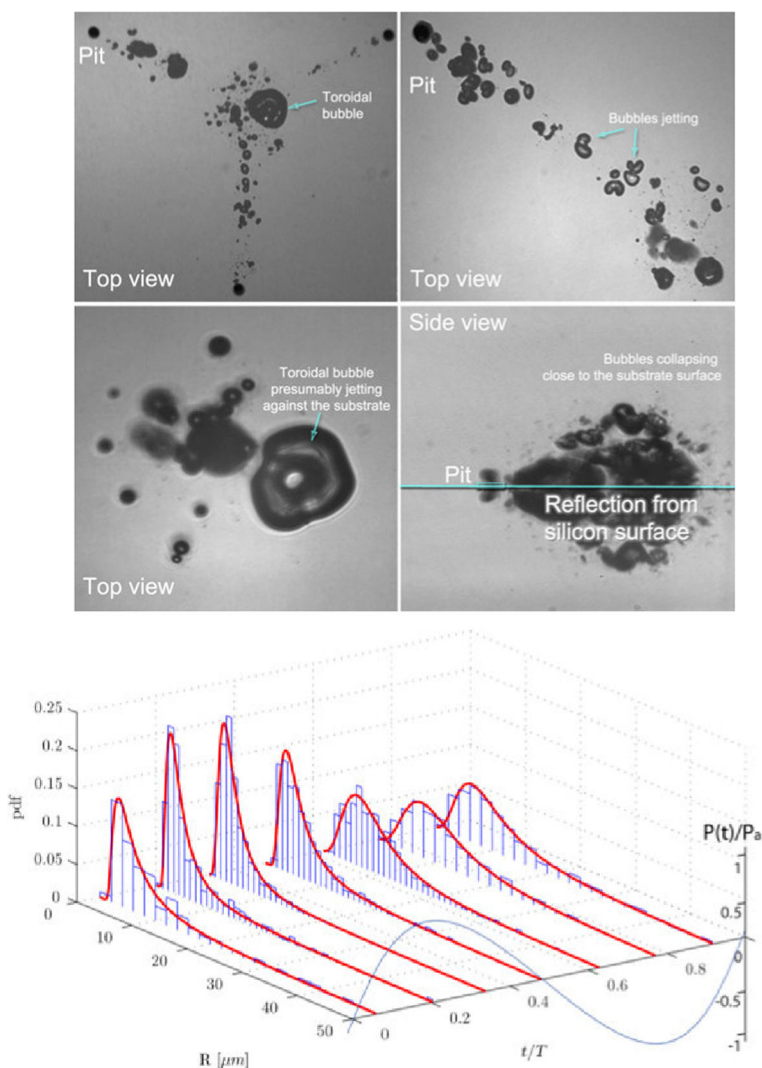 Pit
Toroidal
bubble
Top view
Pit
Bubbles jetting
Top view
Toroidal bubble
presumably jetting
against the substrate
Top view
Side view
Bubbles collapsing
close to the substrate surface
Pit
Reflection from
silicon surface
0.25
0.2
0.15
0.1
0.05
0
pdf
0
10
20
30
40
50
R [μm]
0
0.2
0.4
0.6
0.8
t/T
P(t)/Pa
1
0.5
0
-0.5
-1